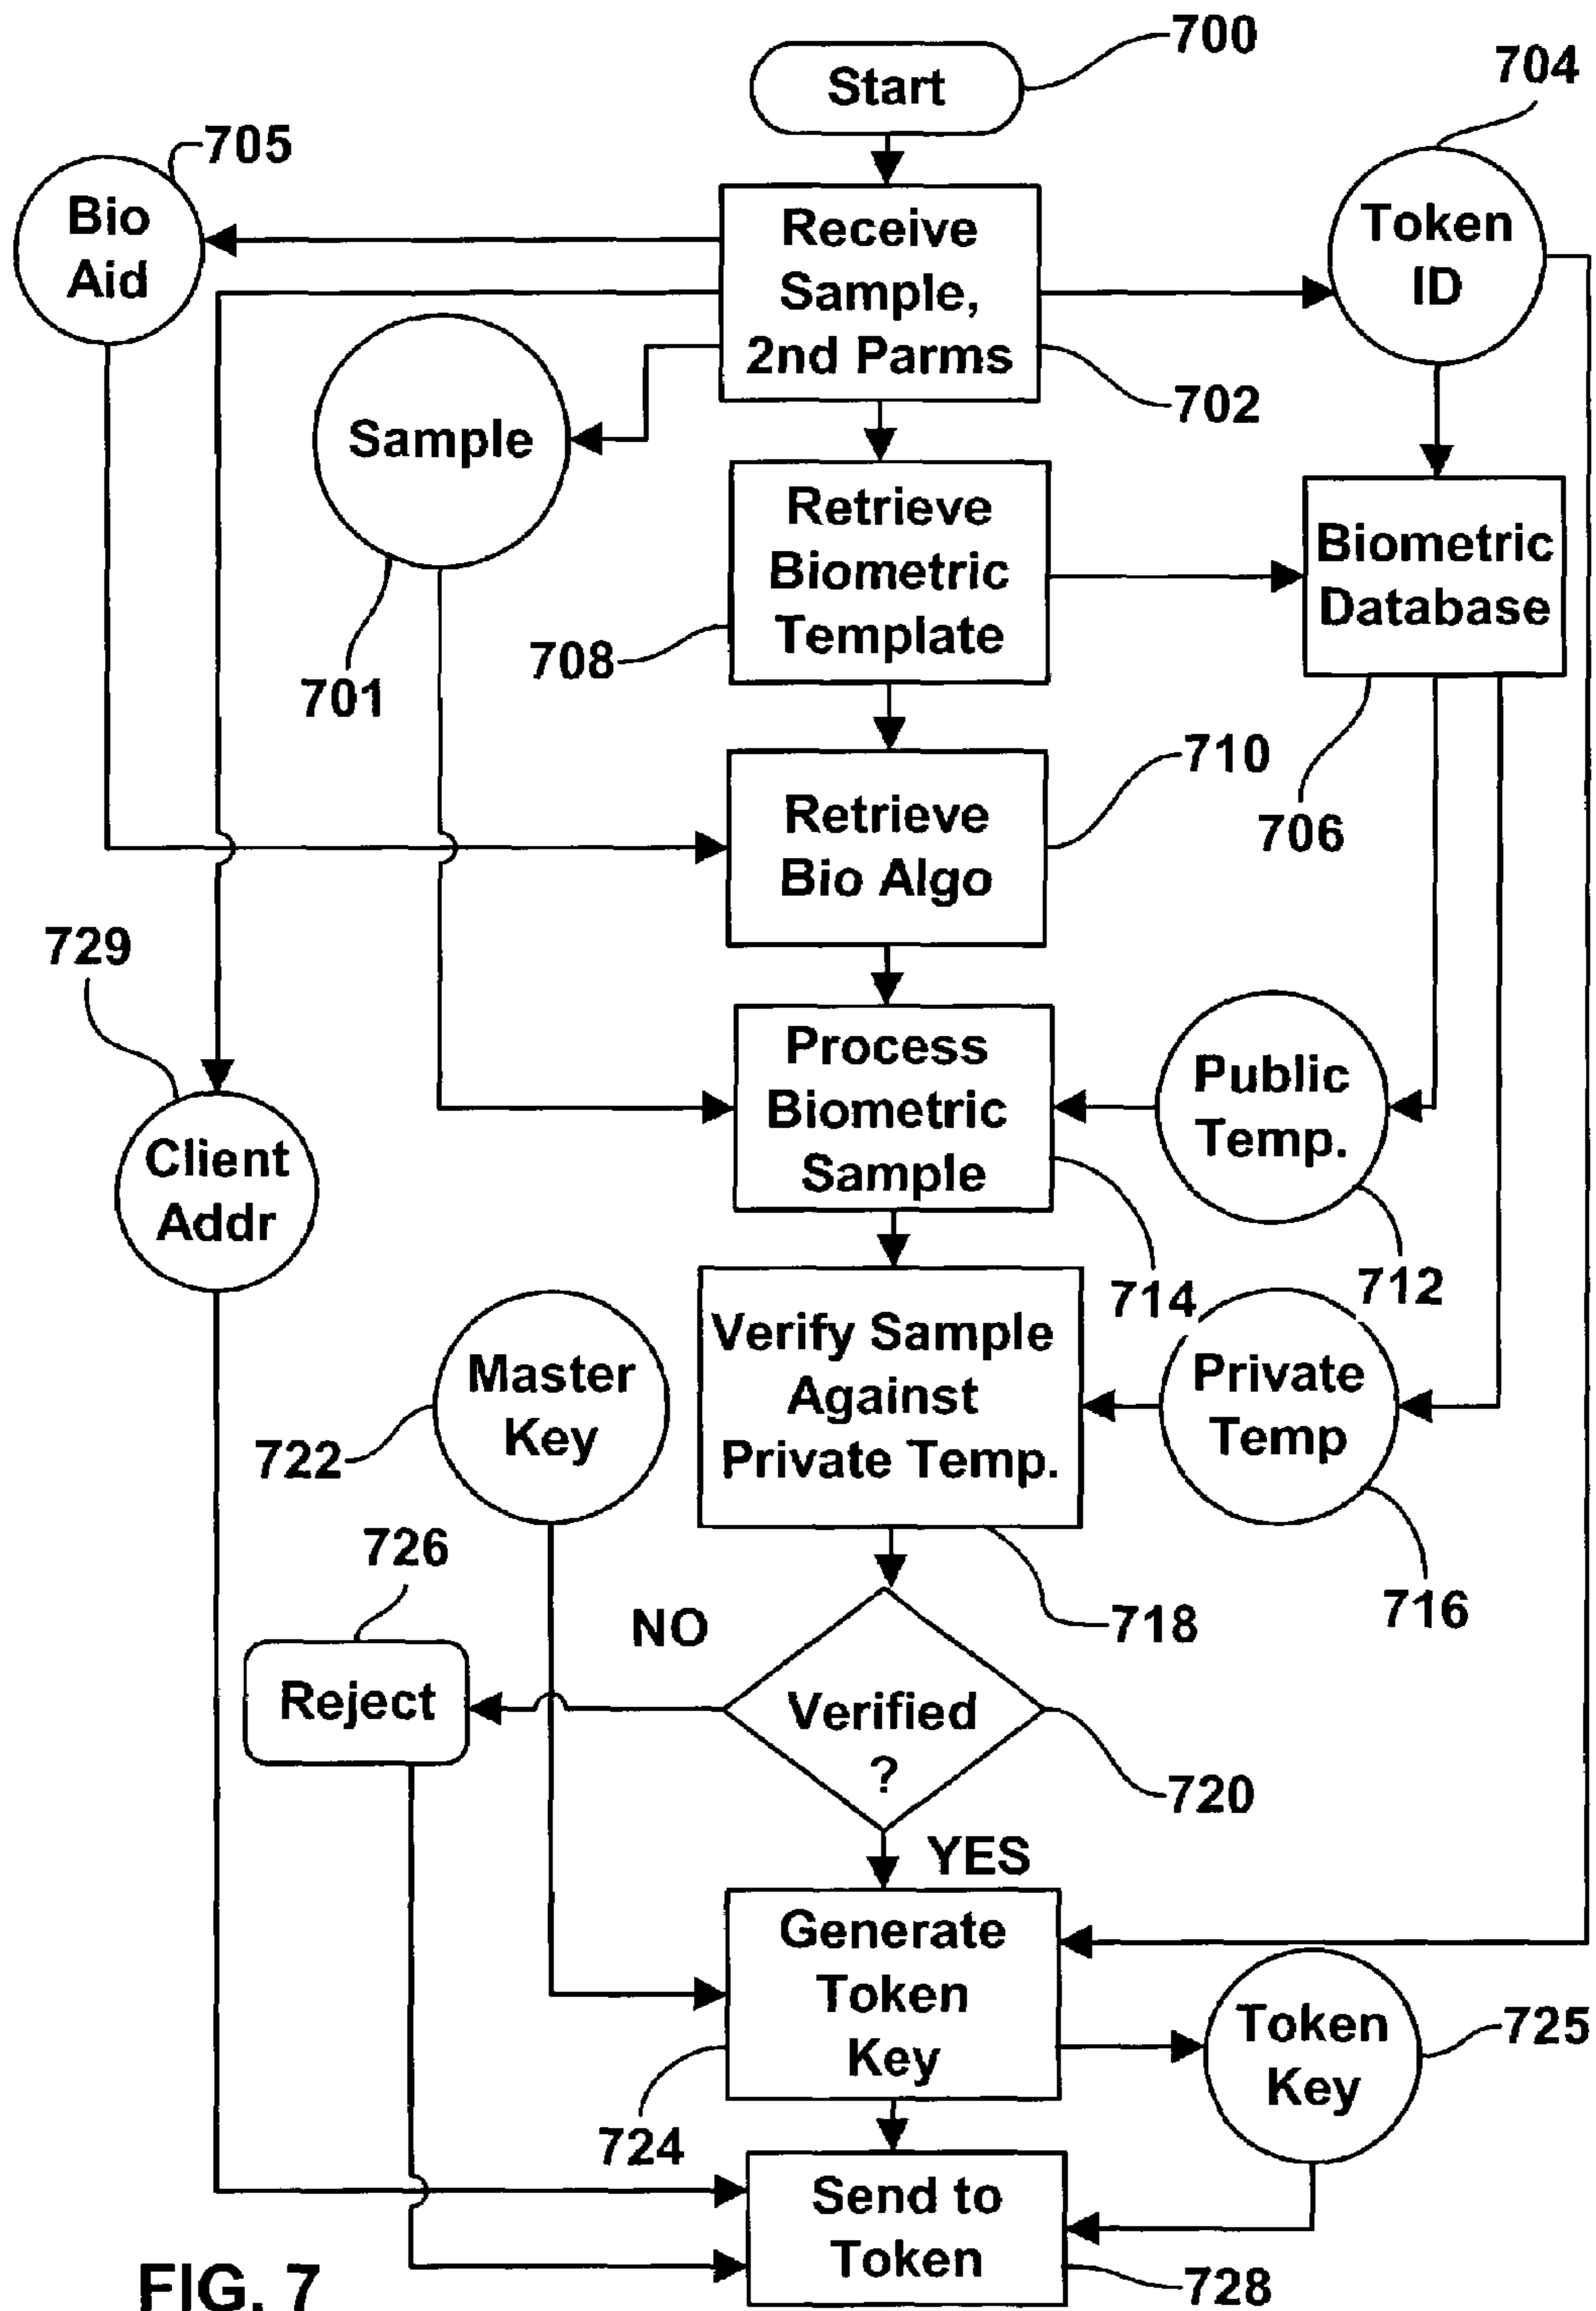 700
Start
704
705
Bio
Aid
Receive
Sample,
2nd Parms
Token
ID
702
Sample
701
Retrieve
Biometric
Template
708
Biometric
Database
706
710
Retrieve
Bio Algo
729
Client
Addr
Process
Biometric
Sample
714
Public
Temp.
712
Master
Key
722
Verify Sample
Against
Private Temp.
718
Private
Temp
716
726
NO
Reject
Verified
?
720
YES
Generate
Token
Key
724
Token
Key
725
Send to
Token
728
FIG. 7